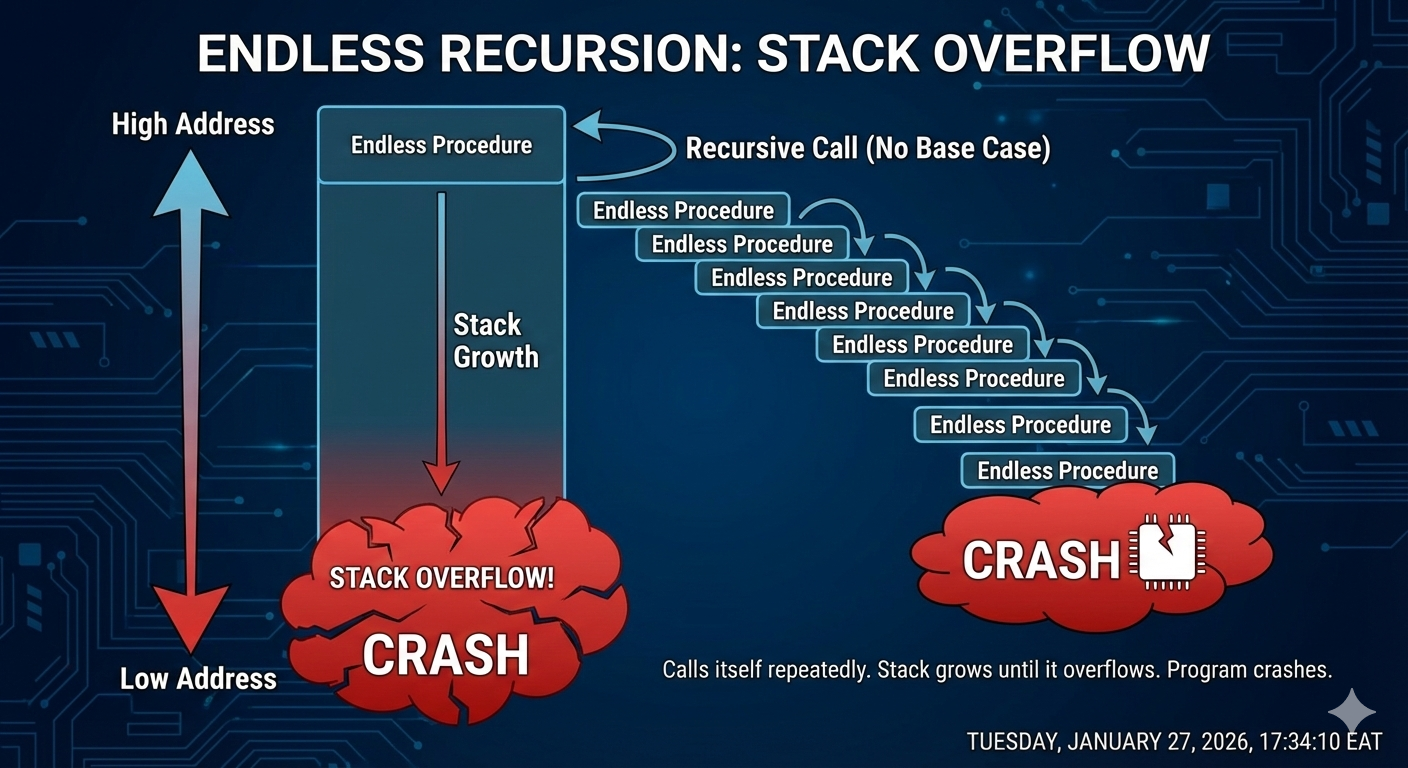 ENDLESS RECURSION: STACK OVERFLOW
High Address
Endless Procedure
Recursive Call (No Base Case)
Endless Procedure
Endless Procedure
Endless Procedure
Endless Procedure
Endless Procedure
Endless Procedure
Endless Procedure
Endless Procedure
Stack
Growth
STACK OVERFLOW!
CRASH
CRASH
Low Address
Calls itself repeatedly. Stack grows until it overflows. Program crashes.
TUESDAY, JANUARY 27, 2026, 17:34:10 EAT